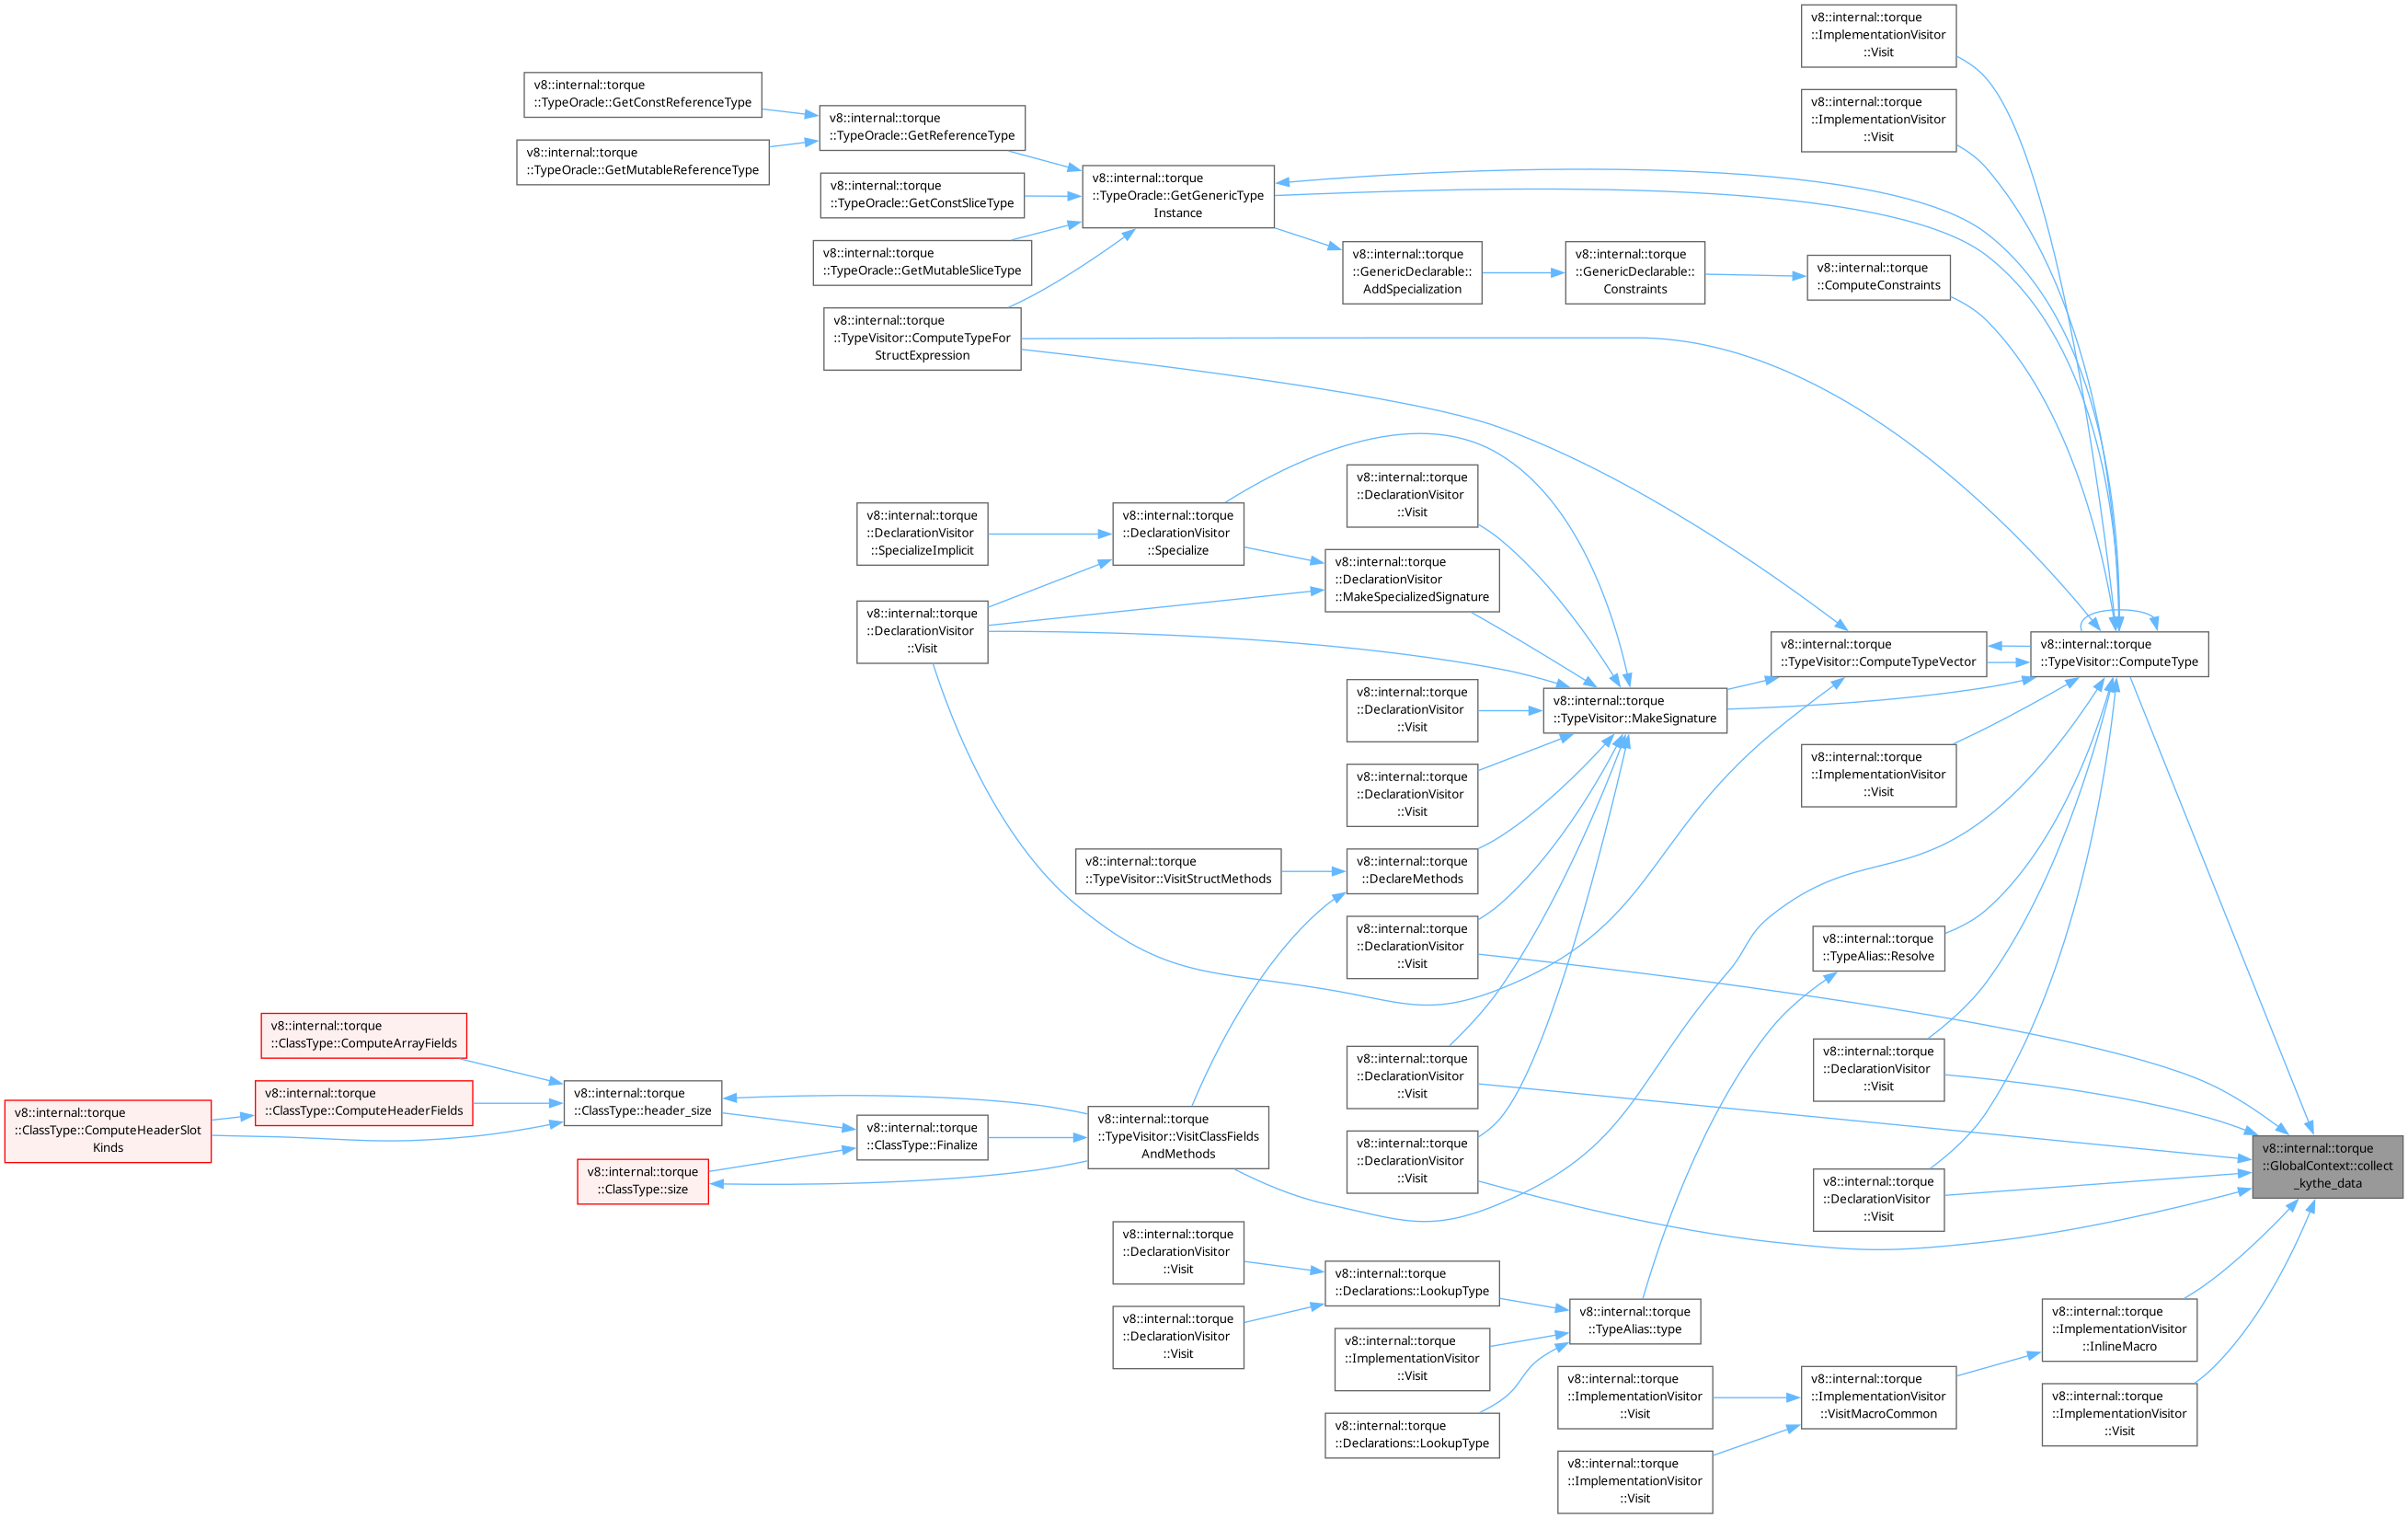 v8::internal::torque
::ImplementationVisitor
::Visit
v8::internal::torque
::TypeOracle::GetConstReferenceType
v8::internal::torque
::ImplementationVisitor
::Visit
v8::internal::torque
::TypeOracle::GetReferenceType
v8::internal::torque
::TypeOracle::GetMutableReferenceType
v8::internal::torque
::TypeOracle::GetGenericType
Instance
v8::internal::torque
::TypeOracle::GetConstSliceType
v8::internal::torque
::TypeOracle::GetMutableSliceType
v8::internal::torque
::GenericDeclarable::
AddSpecialization
v8::internal::torque
::GenericDeclarable::
Constraints
v8::internal::torque
::ComputeConstraints
v8::internal::torque
::TypeVisitor::ComputeTypeFor
StructExpression
v8::internal::torque
::DeclarationVisitor
::Visit
v8::internal::torque
::DeclarationVisitor
::SpecializeImplicit
v8::internal::torque
::DeclarationVisitor
::Specialize
v8::internal::torque
::DeclarationVisitor
::MakeSpecializedSignature
v8::internal::torque
::DeclarationVisitor
::Visit
v8::internal::torque
::TypeVisitor::ComputeTypeVector
v8::internal::torque
::TypeVisitor::ComputeType
v8::internal::torque
::DeclarationVisitor
::Visit
v8::internal::torque
::TypeVisitor::MakeSignature
v8::internal::torque
::ImplementationVisitor
::Visit
v8::internal::torque
::DeclarationVisitor
::Visit
v8::internal::torque
::TypeVisitor::VisitStructMethods
v8::internal::torque
::DeclareMethods
v8::internal::torque
::DeclarationVisitor
::Visit
v8::internal::torque
::TypeAlias::Resolve
v8::internal::torque
::ClassType::ComputeArrayFields
v8::internal::torque
::DeclarationVisitor
::Visit
v8::internal::torque
::DeclarationVisitor
::Visit
v8::internal::torque
::ClassType::ComputeHeaderSlot
Kinds
v8::internal::torque
::ClassType::ComputeHeaderFields
v8::internal::torque
::ClassType::header_size
v8::internal::torque
::ClassType::Finalize
v8::internal::torque
::TypeVisitor::VisitClassFields
AndMethods
v8::internal::torque
::DeclarationVisitor
::Visit
v8::internal::torque
::GlobalContext::collect
_kythe_data
v8::internal::torque
::ClassType::size
v8::internal::torque
::DeclarationVisitor
::Visit
v8::internal::torque
::DeclarationVisitor
::Visit
v8::internal::torque
::Declarations::LookupType
v8::internal::torque
::DeclarationVisitor
::Visit
v8::internal::torque
::TypeAlias::type
v8::internal::torque
::ImplementationVisitor
::InlineMacro
v8::internal::torque
::ImplementationVisitor
::Visit
v8::internal::torque
::ImplementationVisitor
::Visit
v8::internal::torque
::ImplementationVisitor
::VisitMacroCommon
v8::internal::torque
::ImplementationVisitor
::Visit
v8::internal::torque
::Declarations::LookupType
v8::internal::torque
::ImplementationVisitor
::Visit